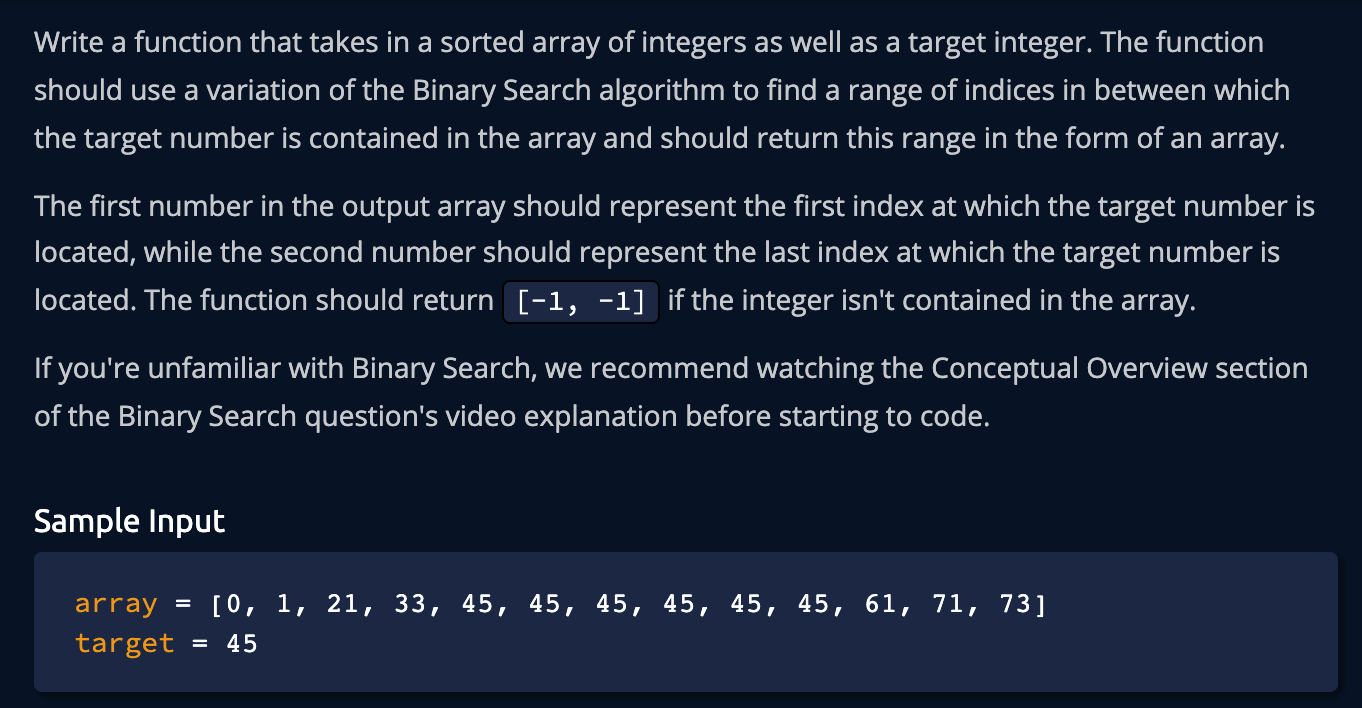 Write a function that takes in a sorted array of integers as well as a target integer. The function
should use a variation of the Binary Search algorithm to find a range of indices in between which
the target number is contained in the array and should return this range in the form of an array.
The first number in the output array should represent the first index at which the target number is
located, while the second number should represent the last index at which the target number is
located. The function should return [-1, -1] if the integer isn't contained in the array.
If you're unfamiliar with Binary Search, we recommend watching the Conceptual Overview section
of the Binary Search question's video explanation before starting to code.
Sample Input
array = [0, 1, 21, 33, 45, 45, 45, 45, 45, 45, 61, 71, 73]
target = 45